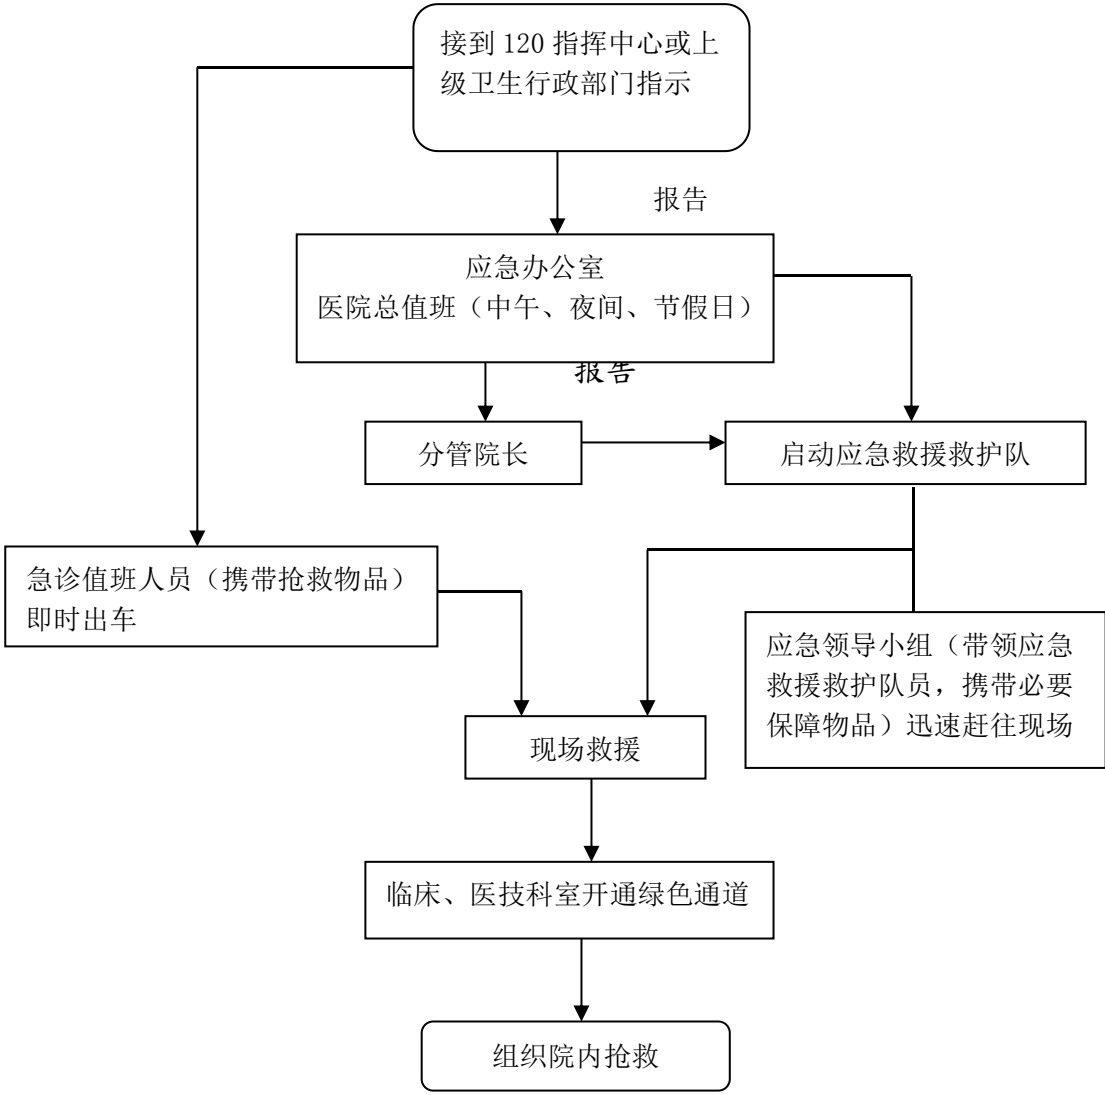 接到 120 指挥中心或上
级卫生行政部门指示
报告
应急办公室
医院总值班（中午、夜间、节假日）
报告
分管院长
启动应急救援救护队
急诊值班人员（携带抢救物品）
即时出车
应急领导小组（带领应急
救援救护队员，携带必要
保障物品）迅速赶往现场
现场救援
临床、医技科室开通绿色通道
组织院内抢救